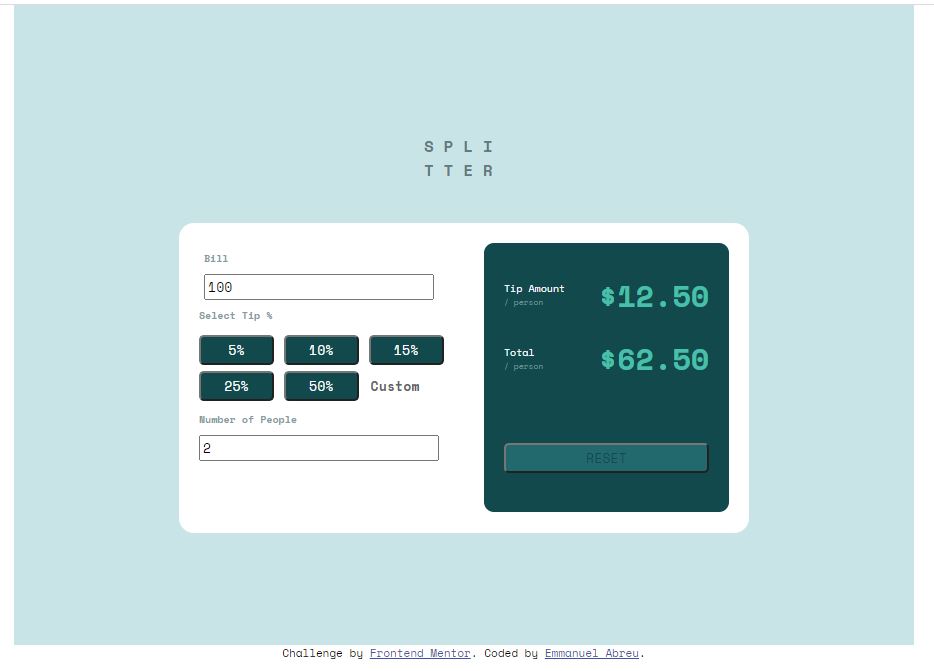 SPLI
TTER
Bill
100
Select Tip %
5% 10% 15%
25% 50% Custom
Number of People
2
Tip Amount
/ person
$12.50
Total
/ person
$62.50
RESET
Challenge by Frontend Mentor. Coded by Emmanuel Abreu.